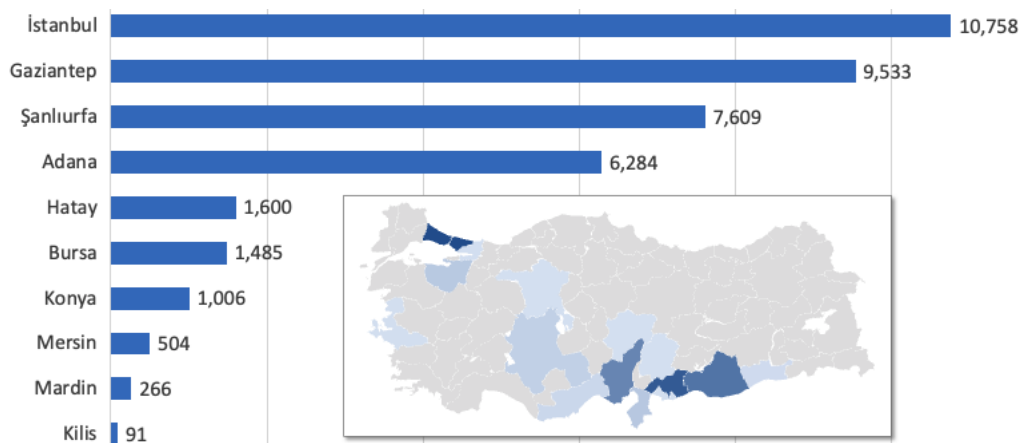 İstanbul 10,758
Gaziantep 9,533
Şanlıurfa 7,609
Adana 6,284
Hatay 1,600
Bursa 1,485
Konya 1,006
Mersin 504
Mardin 266
Kilis 91